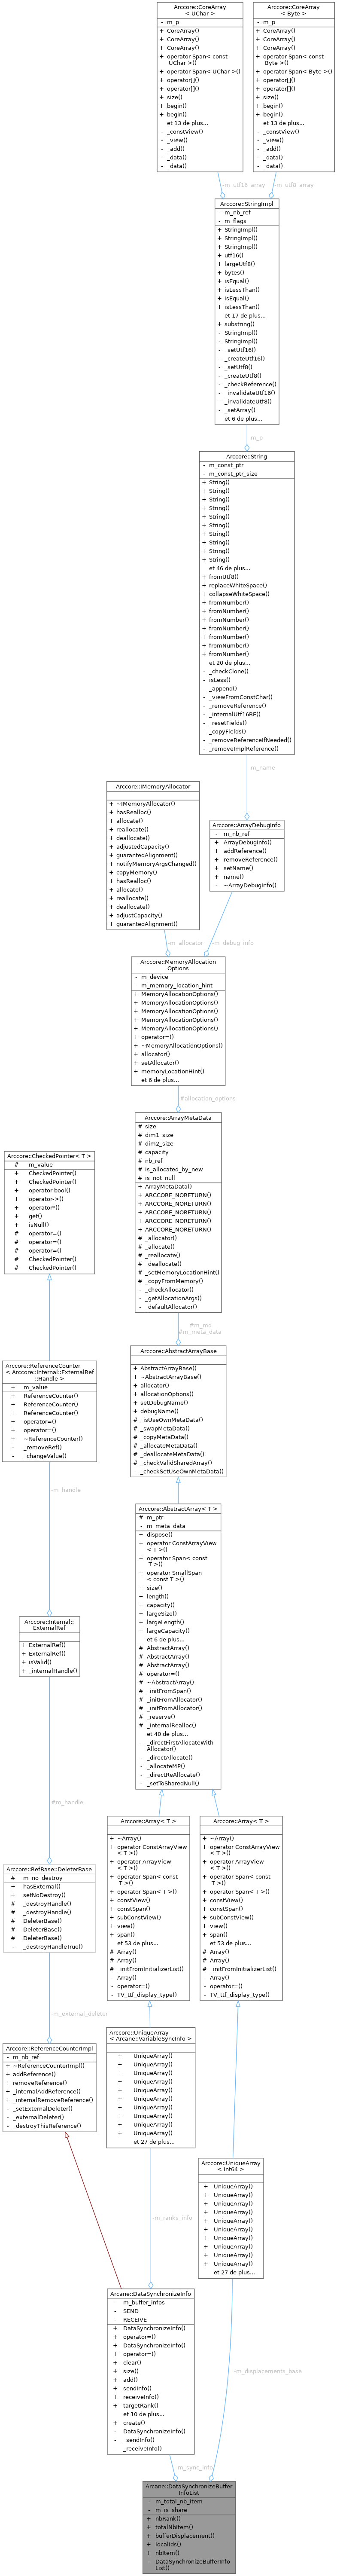 Arccore::CoreArray
< UChar >
- m_p
+ CoreArray()
+ CoreArray()
+ CoreArray()
+ operator Span< const
UChar >()
+ operator Span< UChar >()
+ operator[]()
+ operator[]()
+ size()
+ begin()
+ begin()
et 13 de plus...
- _constView()
- _view()
- _add()
- _data()
- _data()
Arccore::CoreArray
< Byte >
- m_p
+ CoreArray()
+ CoreArray()
+ CoreArray()
+ operator Span< const
Byte >()
+ operator Span< Byte >()
+ operator[]()
+ operator[]()
+ size()
+ begin()
+ begin()
et 13 de plus...
- _constView()
- _view()
- _add()
- _data()
- _data()
-m_utf16_array
-m_utf8_array
Arccore::StringImpl
- m_nb_ref
- m_flags
+ StringImpl()
+ StringImpl()
+ StringImpl()
+ utf16()
+ largeUtf8()
+ bytes()
+ isEqual()
+ isLessThan()
+ isEqual()
+ isLessThan()
et 17 de plus...
+ substring()
- StringImpl()
- StringImpl()
- _setUtf16()
- _createUtf16()
- _setUtf8()
- _createUtf8()
- _checkReference()
- _invalidateUtf16()
- _invalidateUtf8()
- _setArray()
et 6 de plus...
-m_p
Arccore::String
- m_const_ptr
- m_const_ptr_size
+ String()
+ String()
+ String()
+ String()
+ String()
+ String()
+ String()
+ String()
+ String()
+ String()
et 46 de plus...
+ fromUtf8()
+ replaceWhiteSpace()
+ collapseWhiteSpace()
+ fromNumber()
+ fromNumber()
+ fromNumber()
+ fromNumber()
+ fromNumber()
+ fromNumber()
+ fromNumber()
et 20 de plus...
- _checkClone()
- isLess()
- _append()
- _viewFromConstChar()
- _removeReference()
- _internalUtf16BE()
- _resetFields()
- _copyFields()
- _removeReferenceIfNeeded()
- _removeImplReference()
-m_name
Arccore::IMemoryAllocator
+ ~IMemoryAllocator()
+ hasRealloc()
+ allocate()
+ reallocate()
+ deallocate()
+ adjustedCapacity()
+ guarantedAlignment()
+ notifyMemoryArgsChanged()
+ copyMemory()
+ hasRealloc()
+ allocate()
+ reallocate()
+ deallocate()
+ adjustCapacity()
+ guarantedAlignment()
Arccore::ArrayDebugInfo
- m_nb_ref
+ ArrayDebugInfo()
+ addReference()
+ removeReference()
+ setName()
+ name()
- ~ArrayDebugInfo()
-m_allocator
-m_debug_info
Arccore::MemoryAllocation
Options
- m_device
- m_memory_location_hint
+ MemoryAllocationOptions()
+ MemoryAllocationOptions()
+ MemoryAllocationOptions()
+ MemoryAllocationOptions()
+ MemoryAllocationOptions()
+ operator=()
+ ~MemoryAllocationOptions()
+ allocator()
+ setAllocator()
+ memoryLocationHint()
et 6 de plus...
#allocation_options
Arccore::ArrayMetaData
# size
# dim1_size
# dim2_size
# capacity
# nb_ref
# is_allocated_by_new
# is_not_null
+ ArrayMetaData()
+ ARCCORE_NORETURN()
+ ARCCORE_NORETURN()
+ ARCCORE_NORETURN()
+ ARCCORE_NORETURN()
+ ARCCORE_NORETURN()
# _allocator()
# _allocate()
# _reallocate()
# _deallocate()
# _setMemoryLocationHint()
# _copyFromMemory()
- _checkAllocator()
- _getAllocationArgs()
- _defaultAllocator()
#m_md
#m_meta_data
Arccore::AbstractArrayBase
+ AbstractArrayBase()
+ ~AbstractArrayBase()
+ allocator()
+ allocationOptions()
+ setDebugName()
+ debugName()
# _isUseOwnMetaData()
# _swapMetaData()
# _copyMetaData()
# _allocateMetaData()
# _deallocateMetaData()
# _checkValidSharedArray()
- _checkSetUseOwnMetaData()
Arccore::CheckedPointer< T >
# m_value
+ CheckedPointer()
+ CheckedPointer()
+ operator bool()
+ operator->()
+ operator*()
+ get()
+ isNull()
# operator=()
# operator=()
# operator=()
# CheckedPointer()
# CheckedPointer()
Arccore::ReferenceCounter
< Arccore::Internal::ExternalRef
::Handle >
+ m_value
+ ReferenceCounter()
+ ReferenceCounter()
+ ReferenceCounter()
+ operator=()
+ operator=()
+ ~ReferenceCounter()
- _removeRef()
- _changeValue()
-m_handle
Arccore::AbstractArray< T >
# m_ptr
- m_meta_data
+ dispose()
+ operator ConstArrayView
< T >()
+ operator Span< const
T >()
+ operator SmallSpan
< const T >()
+ size()
+ length()
+ capacity()
+ largeSize()
+ largeLength()
+ largeCapacity()
et 6 de plus...
# AbstractArray()
# AbstractArray()
# AbstractArray()
# operator=()
# ~AbstractArray()
# _initFromSpan()
# _initFromAllocator()
# _initFromAllocator()
# _reserve()
# _internalRealloc()
et 40 de plus...
- _directFirstAllocateWith
Allocator()
- _directAllocate()
- _allocateMP()
- _directReAllocate()
- _setToSharedNull()
Arccore::Internal::
ExternalRef
+ ExternalRef()
+ ExternalRef()
+ isValid()
+ _internalHandle()
#m_handle
Arccore::Array< T >
+ ~Array()
+ operator ConstArrayView
< T >()
+ operator ArrayView
< T >()
+ operator Span< const
T >()
+ operator Span< T >()
+ constView()
+ constSpan()
+ subConstView()
+ view()
+ span()
et 53 de plus...
# Array()
# Array()
# _initFromInitializerList()
- Array()
- operator=()
- TV_ttf_display_type()
Arccore::Array< T >
+ ~Array()
+ operator ConstArrayView
< T >()
+ operator ArrayView
< T >()
+ operator Span< const
T >()
+ operator Span< T >()
+ constView()
+ constSpan()
+ subConstView()
+ view()
+ span()
et 53 de plus...
# Array()
# Array()
# _initFromInitializerList()
- Array()
- operator=()
- TV_ttf_display_type()
Arccore::RefBase::DeleterBase
# m_no_destroy
+ hasExternal()
+ setNoDestroy()
# _destroyHandle()
# _destroyHandle()
# DeleterBase()
# DeleterBase()
# DeleterBase()
- _destroyHandleTrue()
-m_external_deleter
Arccore::ReferenceCounterImpl
- m_nb_ref
+ ~ReferenceCounterImpl()
+ addReference()
+ removeReference()
+ _internalAddReference()
+ _internalRemoveReference()
- _setExternalDeleter()
- _externalDeleter()
- _destroyThisReference()
Arccore::UniqueArray
< Arcane::VariableSyncInfo >
+ UniqueArray()
+ UniqueArray()
+ UniqueArray()
+ UniqueArray()
+ UniqueArray()
+ UniqueArray()
+ UniqueArray()
+ UniqueArray()
+ UniqueArray()
+ UniqueArray()
et 27 de plus...
Arccore::UniqueArray
< Int64 >
+ UniqueArray()
+ UniqueArray()
+ UniqueArray()
+ UniqueArray()
+ UniqueArray()
+ UniqueArray()
+ UniqueArray()
+ UniqueArray()
+ UniqueArray()
+ UniqueArray()
et 27 de plus...
-m_ranks_info
-m_displacements_base
Arcane::DataSynchronizeInfo
- m_buffer_infos
- SEND
- RECEIVE
+ DataSynchronizeInfo()
+ operator=()
+ DataSynchronizeInfo()
+ operator=()
+ clear()
+ size()
+ add()
+ sendInfo()
+ receiveInfo()
+ targetRank()
et 10 de plus...
+ create()
- DataSynchronizeInfo()
- _sendInfo()
- _receiveInfo()
-m_sync_info
Arcane::DataSynchronizeBuffer
InfoList
- m_total_nb_item
- m_is_share
+ nbRank()
+ totalNbItem()
+ bufferDisplacement()
+ localIds()
+ nbItem()
- DataSynchronizeBufferInfo
List()